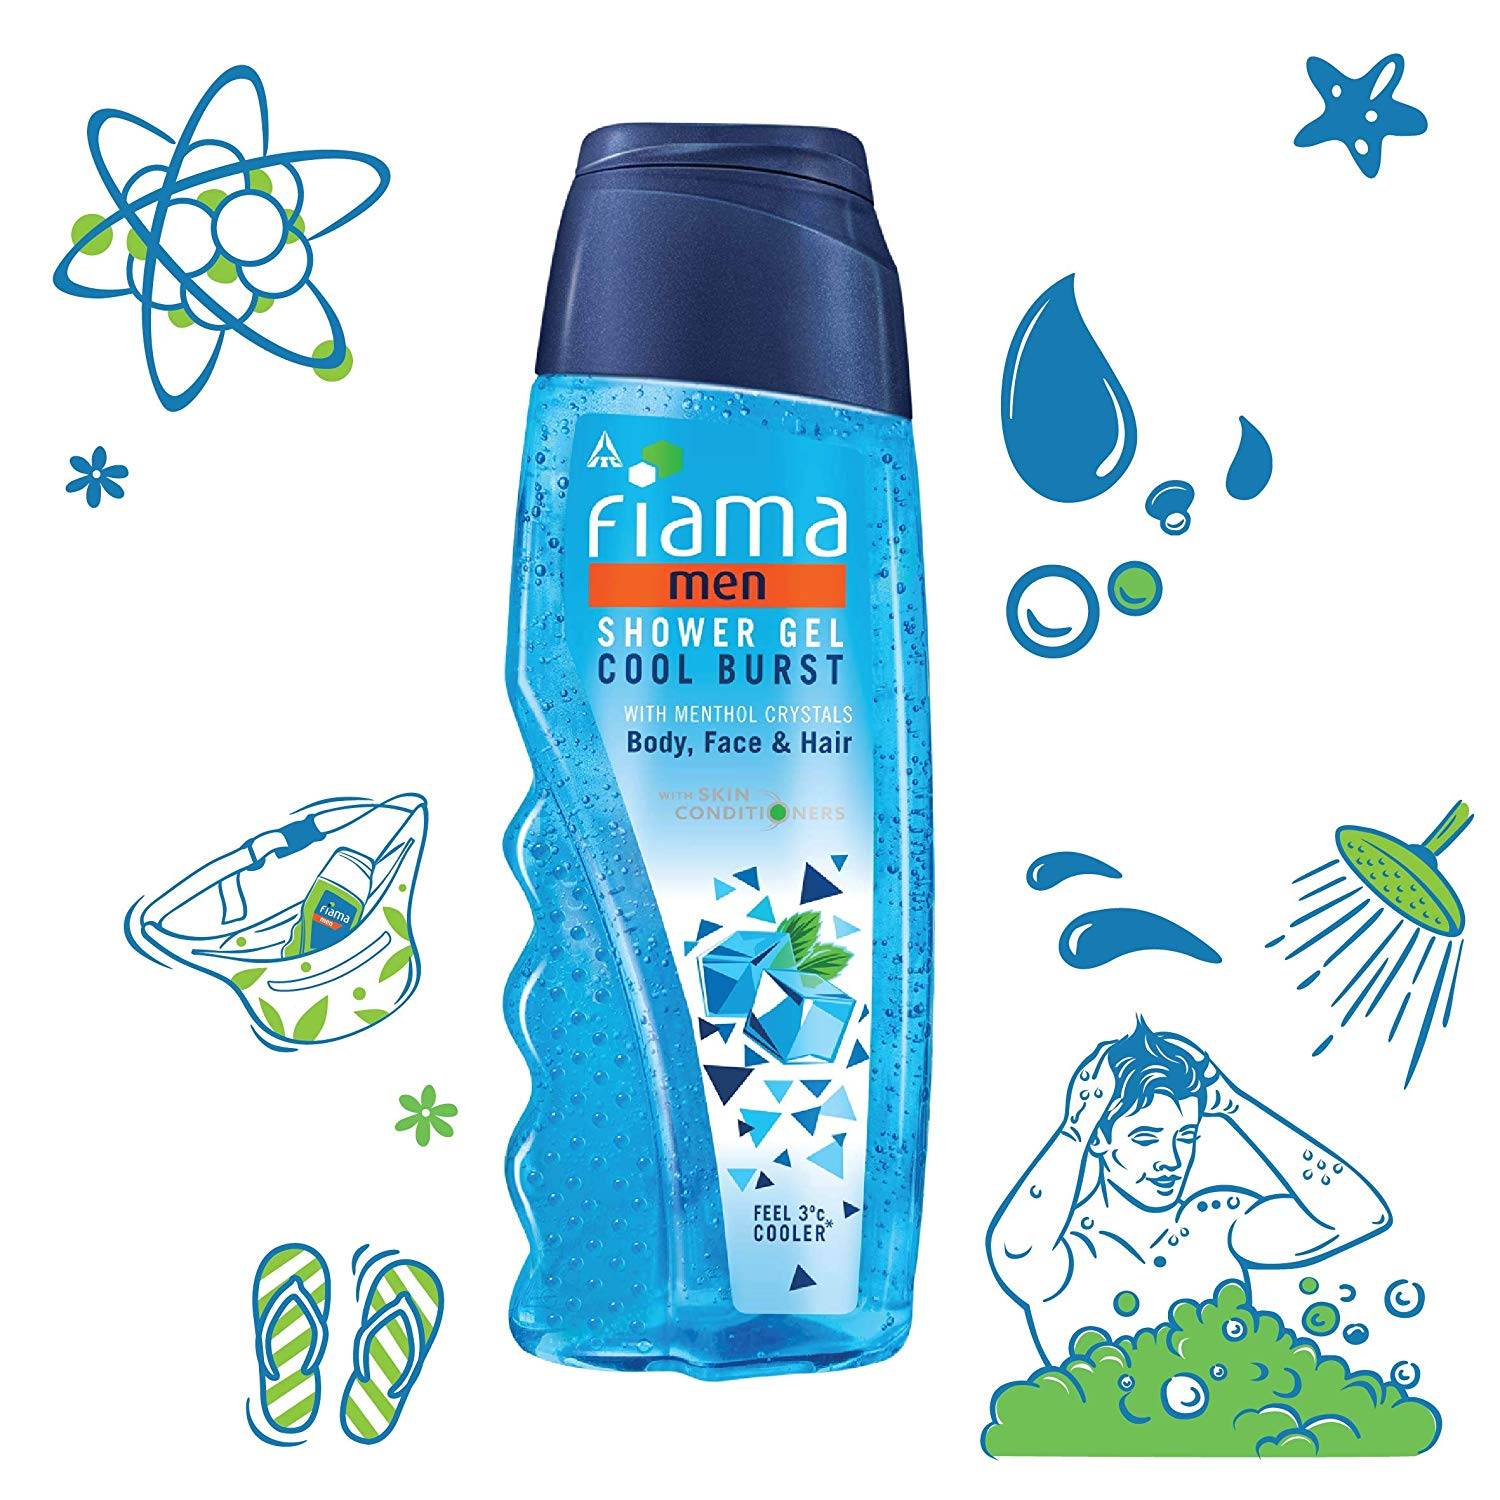 ITC
fiama
men
SHOWER GEL
COOL BURST
WITH MENTHOL CRYSTALS
Body, Face & Hair
WITH SKIN
CONDITIONERS
FEEL 3°C
COOLER*
fiama
men